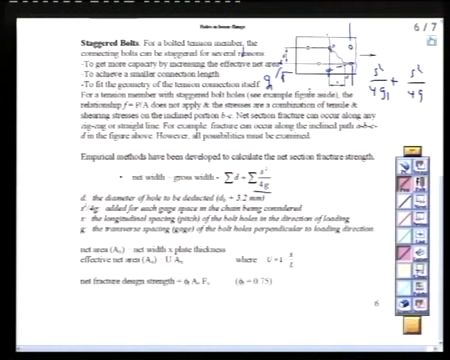 Notes on Senior Design
6 / 7
Staggered Bolts: For a bolted tension member, the
connecting bolts can be staggered for several reasons
-To get more capacity by increasing the effective net area
-To achieve a smaller connection length
-To fit the geometry of the tension connection itself
For a tension member with staggered bolt holes (see example figure aside), the
relationship f = P/A does not apply & the stresses are a combination of tensile &
shearing stresses on the inclined portion b-c. Net section fracture can occur along any
zig-zag or straight line. For example: fracture can occur along the inclined path a-b-c-
d in the figure above. However, all possibilities must be examined.
s²/4g₁ + s²/4g
Empirical methods have been developed to calculate the net section fracture strength.
• net width = gross width - ∑d + ∑ s²/4g
d: the diameter of hole to be deducted (dₕ + 3.2 mm)
s²/4g: added for each gage space in the chain being considered
s: the longitudinal spacing (pitch) of the bolt holes in the direction of loading
g: the transverse spacing (gage) of the bolt holes perpendicular to loading direction
net area (Aₙ) = net width x plate thickness
effective net area (Aₑ) = U Aₙ where U = 1 - x/L
net fracture design strength = ϕₜ Aₑ Fᵤ (ϕₜ = 0.75)
6